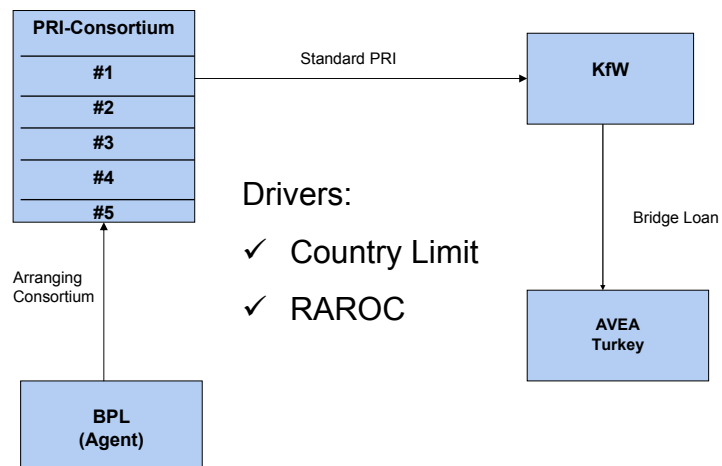 PRI-Consortium
#1
#2
#3
#4
#5
Standard PRI
KfW
Drivers:
✓ Country Limit
✓ RAROC
Bridge Loan
Arranging
Consortium
AVEA
Turkey
BPL
(Agent)